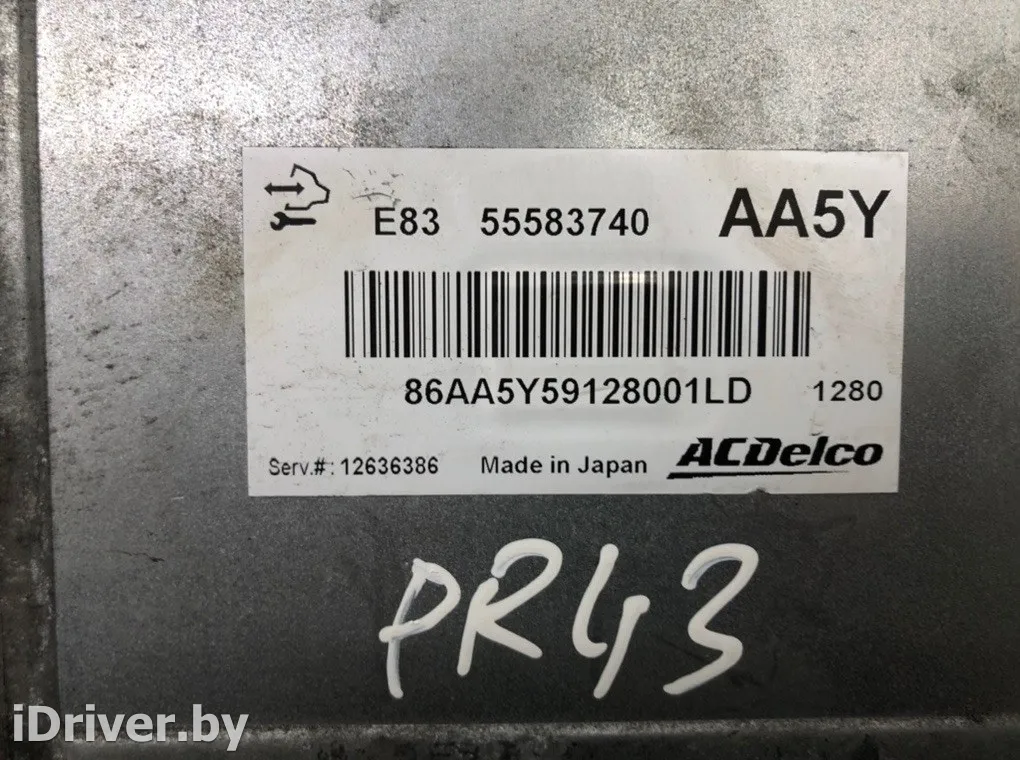 E83 55583740 AA5Y
86AA5Y59128001LD 1280
Serv.#: 12636386 Made in Japan ACDelco
PR43
iDriver.by